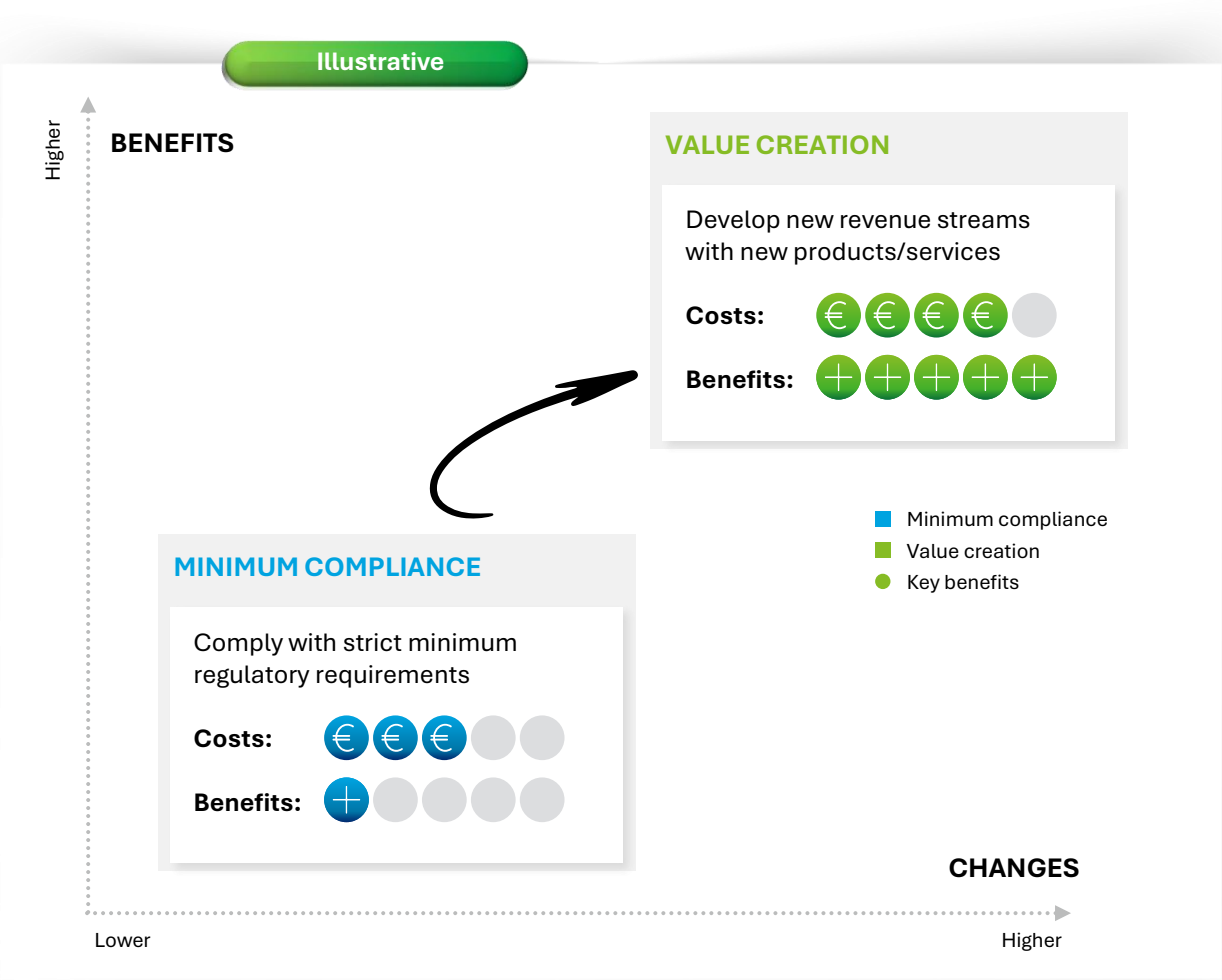 Illustrative
Higher
BENEFITS
VALUE CREATION
Develop new revenue streams
with new products/services
Costs: € € € €
Benefits: + + + + +
Minimum compliance
Value creation
Key benefits
MINIMUM COMPLIANCE
Comply with strict minimum
regulatory requirements
Costs: € € €
Benefits: +
CHANGES
Lower
Higher